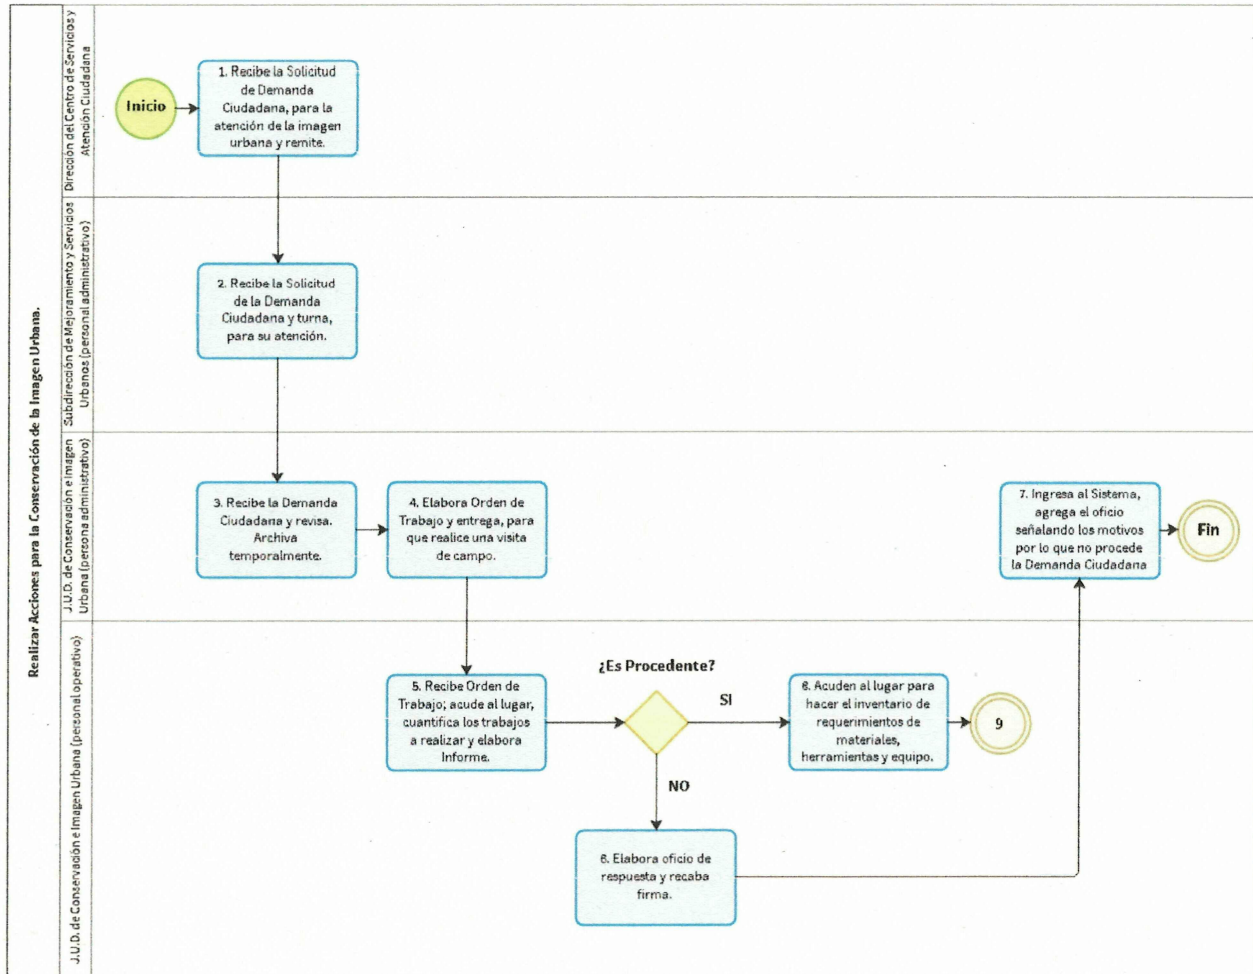 Realizar Acciones para la Conservación de la Imagen Urbana.
Dirección del Centro de Servicios y
Atención Ciudadana
Inicio
1. Recibe la Solicitud
de Demanda
Ciudadana, para la
atención de la imagen
urbana y remite.
Subdirección de Mejoramiento y Servicios
Urbanos (personal administrativo)
2. Recibe la Solicitud
de la Demanda
Ciudadana y turna,
para su atención.
J.U.D. de Conservación e Imagen
Urbana (persona administrativo)
3. Recibe la Demanda
Ciudadana y revisa.
Archiva
temporalmente.
4. Elabora Orden de
Trabajo y entrega, para
que realice una visita
de campo.
7. Ingresa al Sistema,
agrega el oficio
señalando los motivos
por lo que no procede
la Demanda Ciudadana
Fin
J.U.D. de Conservación e Imagen Urbana (personal operativo)
5. Recibe Orden de
Trabajo; acude al lugar,
cuantifica los trabajos
a realizar y elabora
Informe.
¿Es Procedente?
SI
8. Acuden al lugar para
hacer el inventario de
requerimientos de
materiales,
herramientas y equipo.
9
NO
6. Elabora oficio de
respuesta y recaba
firma.